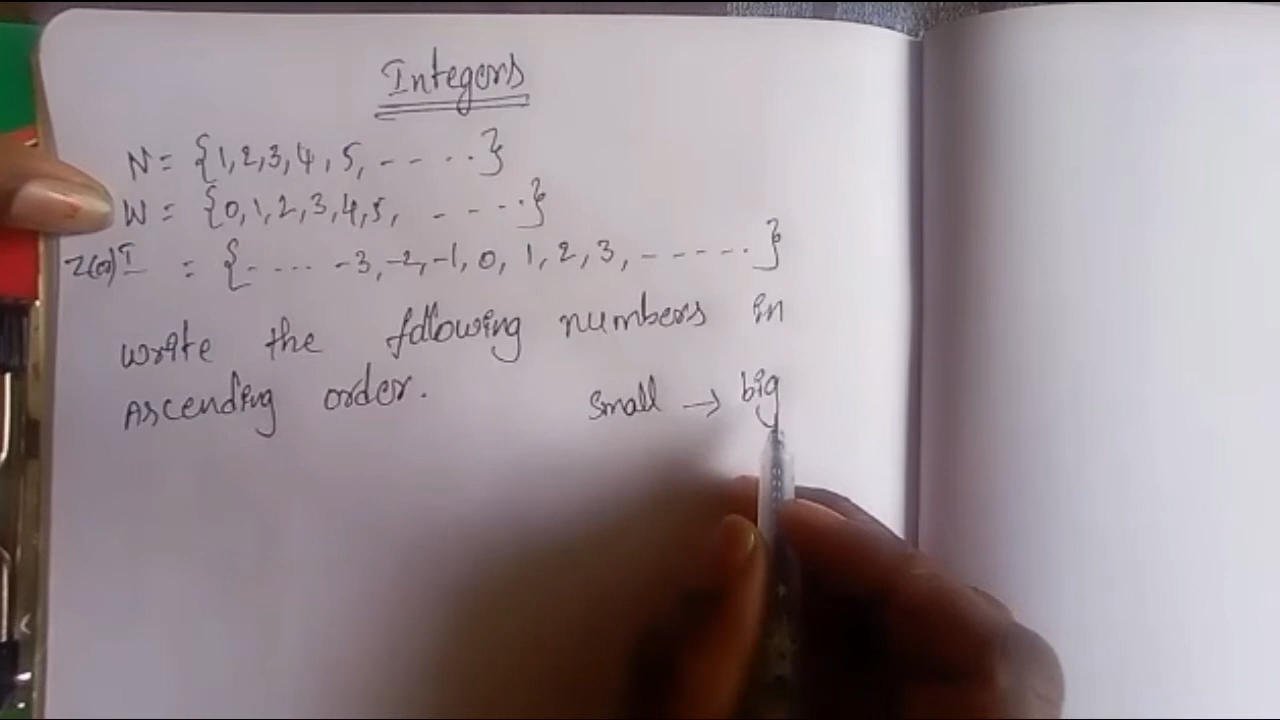 Integers
N = {1, 2, 3, 4, 5, - - - . . }
W = {0, 1, 2, 3, 4, 5, - - - - . }
Z(or) I = {- . . . . -3, -2, -1, 0, 1, 2, 3, - - - - - . }
write the following numbers in
Ascending order. Small → big